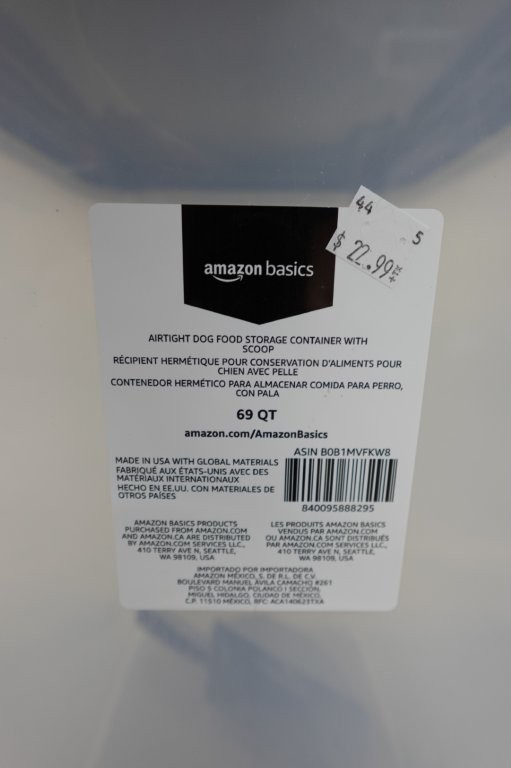 44 5
$ 22.99
amazon basics
AIRTIGHT DOG FOOD STORAGE CONTAINER WITH
SCOOP
RÉCIPIENT HERMÉTIQUE POUR CONSERVATION D'ALIMENTS POUR
CHIEN AVEC PELLE
CONTENEDOR HERMÉTICO PARA ALMACENAR COMIDA PARA PERRO,
CON PALA
69 QT
amazon.com/AmazonBasics
ASIN B0B1MVFKW8
MADE IN USA WITH GLOBAL MATERIALS
FABRIQUÉ AUX ÉTATS-UNIS AVEC DES
MATÉRIAUX INTERNATIONAUX
HECHO EN EE.UU. CON MATERIALES DE
OTROS PAÍSES
840095888295
AMAZON BASICS PRODUCTS
PURCHASED FROM AMAZON.COM
AND AMAZON.CA ARE DISTRIBUTED
BY AMAZON.COM SERVICES LLC,
410 TERRY AVE N, SEATTLE,
WA 98109, USA
LES PRODUITS AMAZON BASICS
VENDUS PAR AMAZON.COM
OU AMAZON.CA SONT DISTRIBUÉS
PAR AMAZON.COM SERVICES LLC,
410 TERRY AVE N, SEATTLE,
WA 98109, USA
IMPORTADO POR IMPORTADORA
AMAZON MÉXICO, S. DE R.L. DE C.V.
BOULEVARD MANUEL ÁVILA CAMACHO #261
PISO 5 COLONIA POLANCO I SECCIÓN,
MIGUEL HIDALGO, CIUDAD DE MÉXICO,
C.P. 11510 MÉXICO, RFC: ACA140623TXA